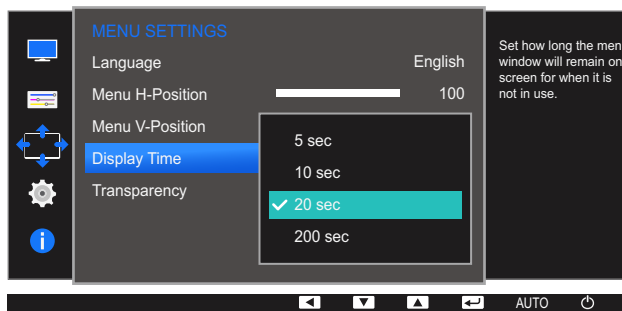 MENU SETTINGS
Language English
Menu H-Position 100
Menu V-Position
Display Time
Transparency
5 sec
10 sec
20 sec
200 sec
Set how long the men
window will remain on
screen for when it is
not in use.
AUTO